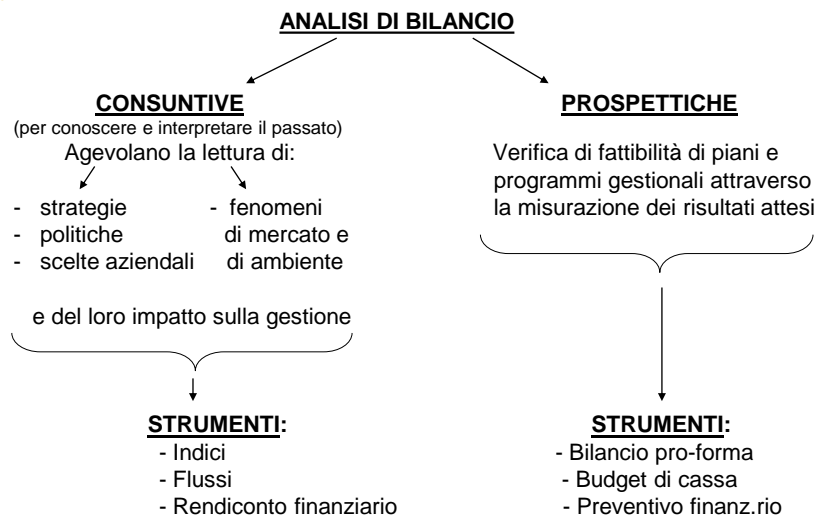 ANALISI DI BILANCIO
CONSUNTIVE
(per conoscere e interpretare il passato)
Agevolano la lettura di:
- strategie
- politiche
- scelte aziendali
- fenomeni
di mercato e
di ambiente
e del loro impatto sulla gestione
STRUMENTI:
- Indici
- Flussi
- Rendiconto finanziario
PROSPETTICHE
Verifica di fattibilità di piani e
programmi gestionali attraverso
la misurazione dei risultati attesi
STRUMENTI:
- Bilancio pro-forma
- Budget di cassa
- Preventivo finanz.rio